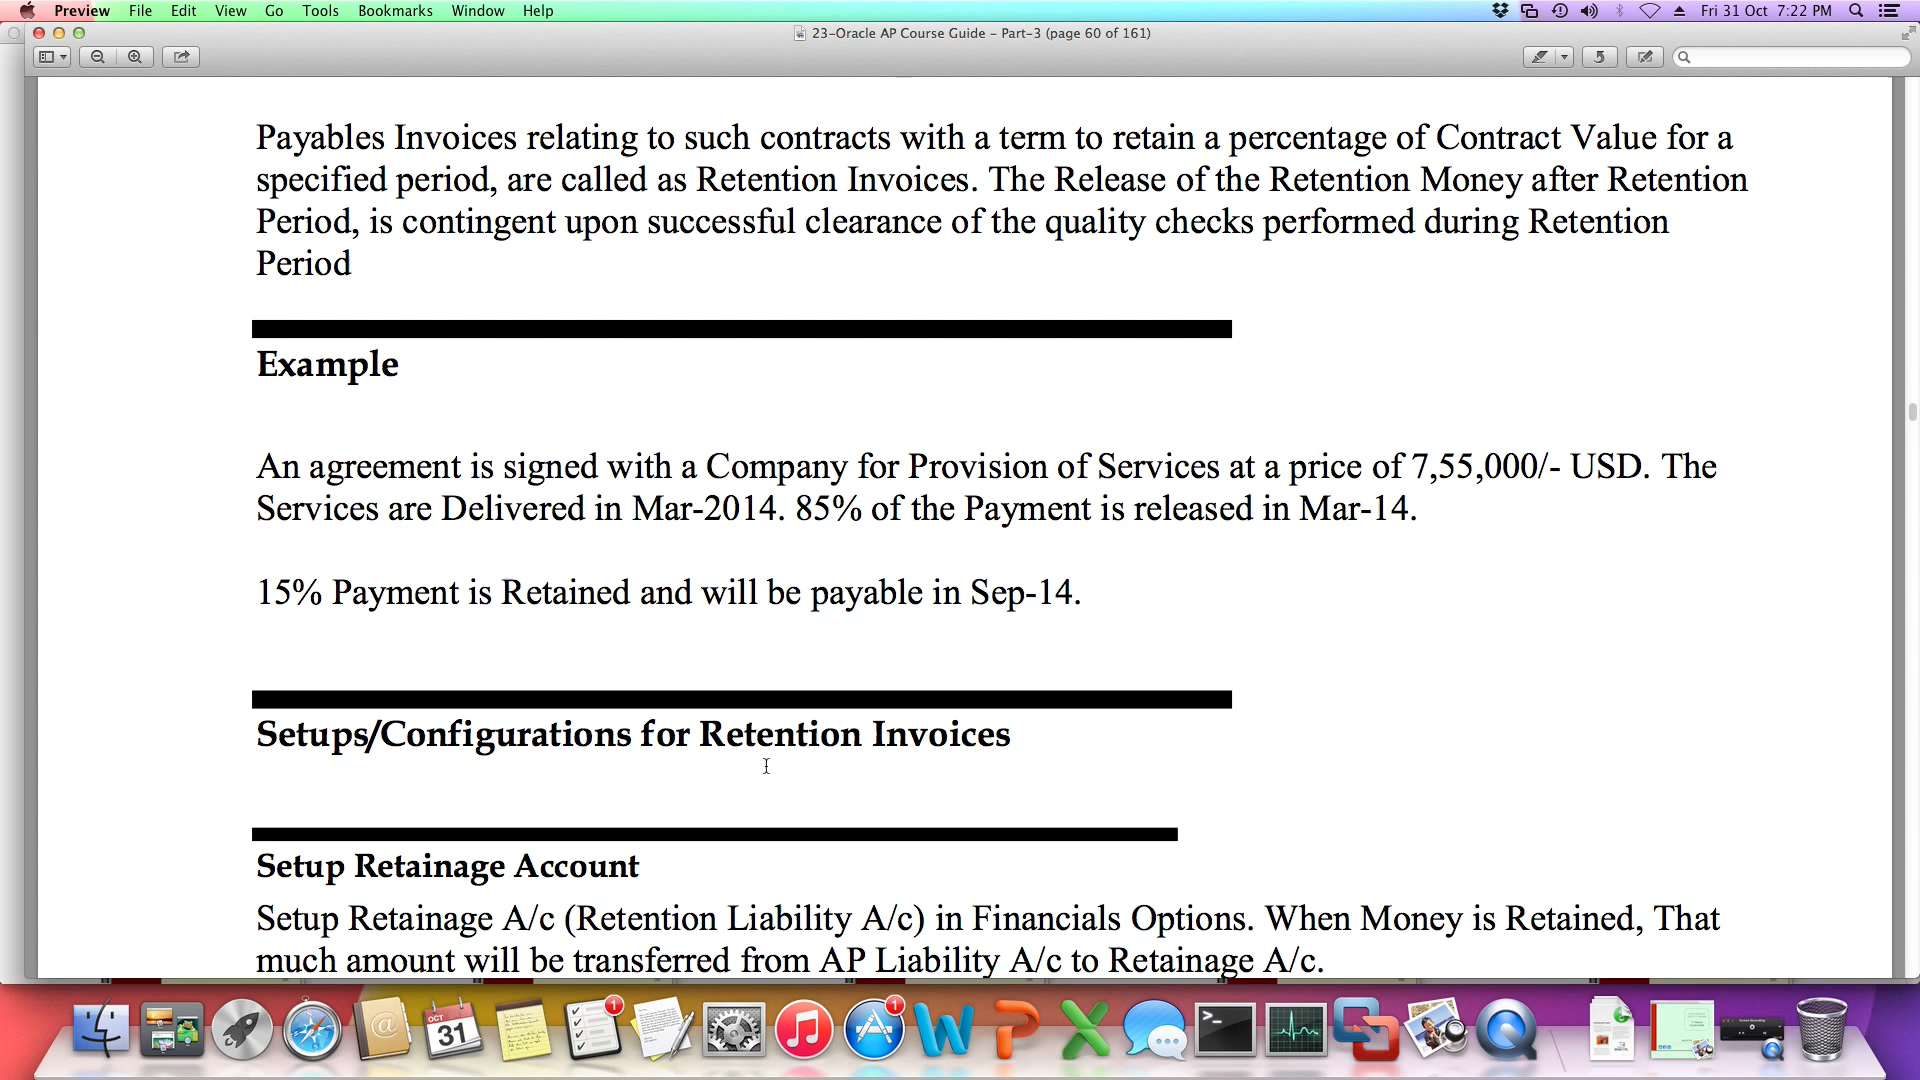 Preview File Edit View Go Tools Bookmarks Window Help
Fri 31 Oct 7:22 PM
23-Oracle AP Course Guide – Part-3 (page 60 of 161)
Payables Invoices relating to such contracts with a term to retain a percentage of Contract Value for a
specified period, are called as Retention Invoices. The Release of the Retention Money after Retention
Period, is contingent upon successful clearance of the quality checks performed during Retention
Period
Example
An agreement is signed with a Company for Provision of Services at a price of 7,55,000/- USD. The
Services are Delivered in Mar-2014. 85% of the Payment is released in Mar-14.
15% Payment is Retained and will be payable in Sep-14.
Setups/Configurations for Retention Invoices
Setup Retainage Account
Setup Retainage A/c (Retention Liability A/c) in Financials Options. When Money is Retained, That
much amount will be transferred from AP Liability A/c to Retainage A/c.
OCT
31
1
1